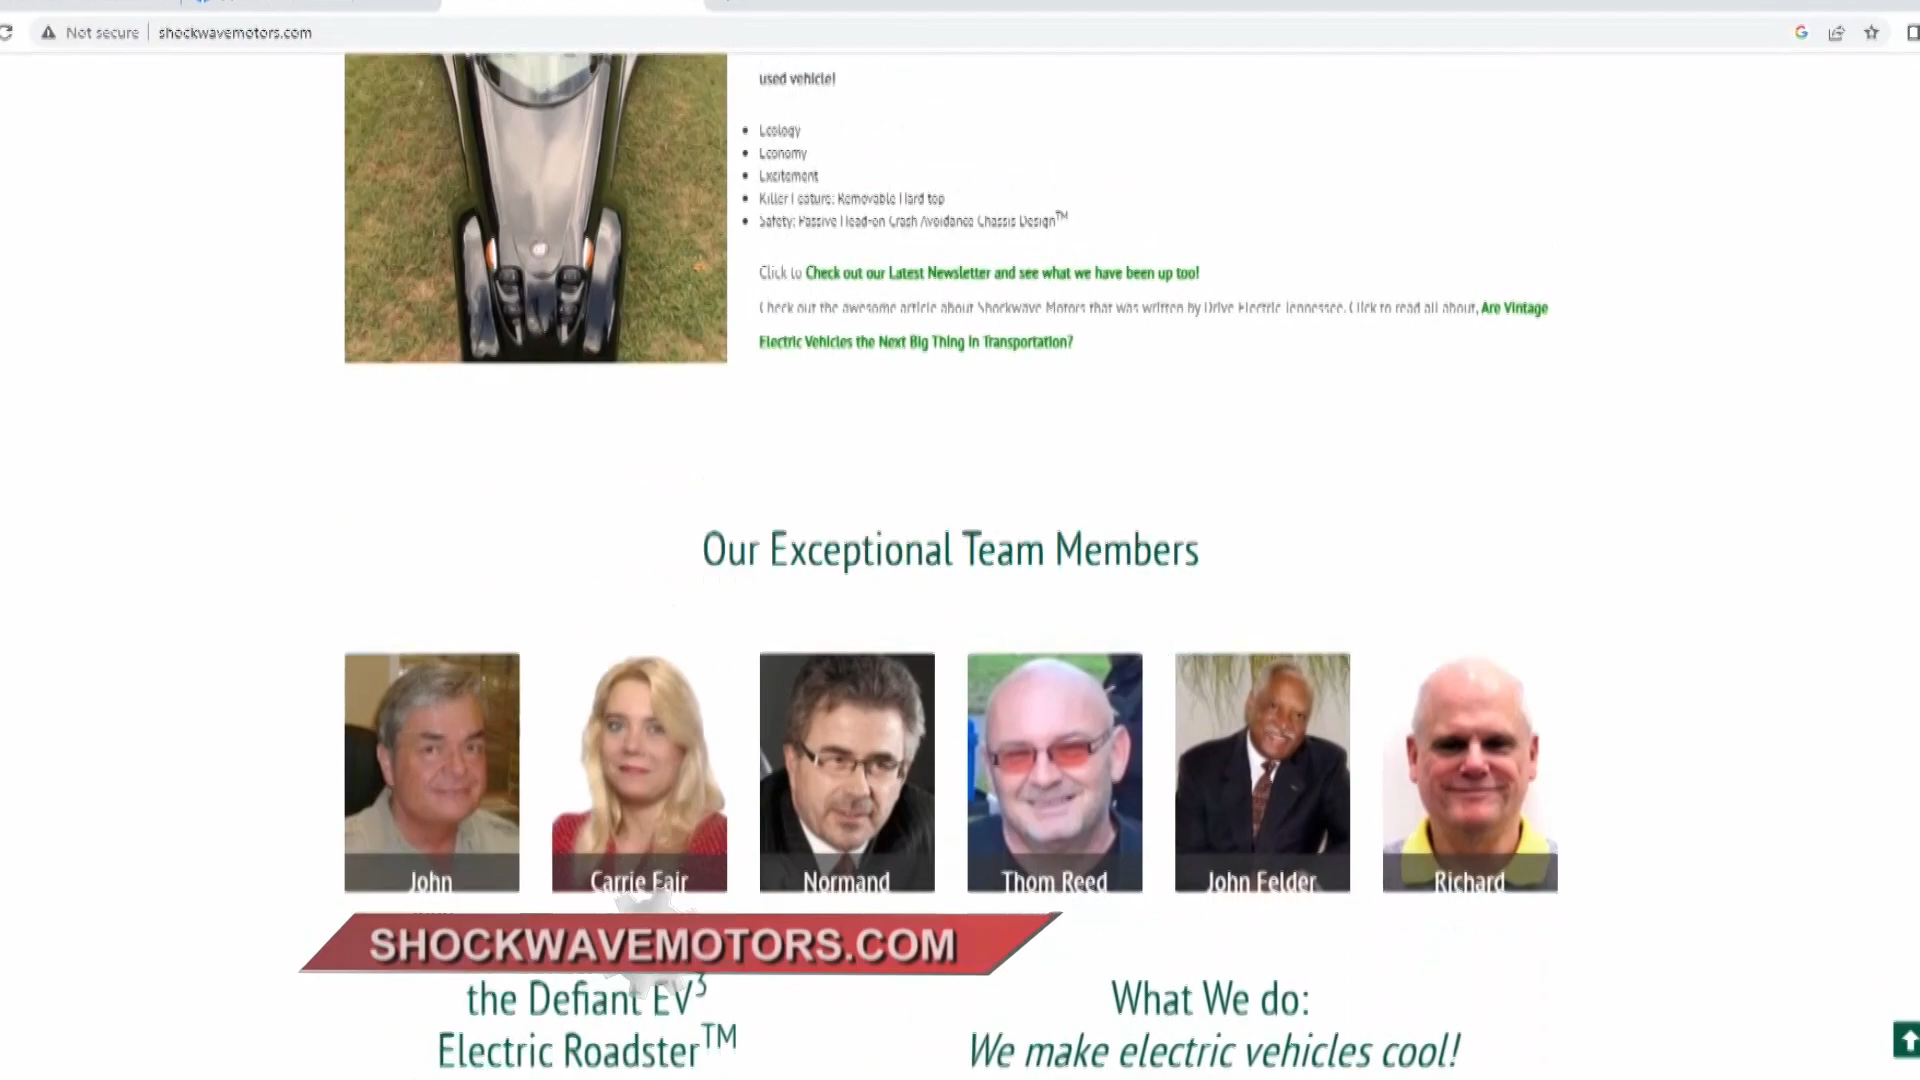 Not secure
shockwavemotors.com
used vehicle!
Ecology
Economy
Excitement
Killer Feature: Removable Hard top
Safety: Passive Head-on Crash Avoidance Chassis Design™
Click to Check out our Latest Newsletter and see what we have been up too!
Check out the awesome article about Shockwave Motors that was written by Drive Electric Tennessee. Click to read all about, Are Vintage
Electric Vehicles the Next Big Thing in Transportation?
Our Exceptional Team Members
John
Carrie Fair
Normand
Thom Reed
John Felder
Richard
SHOCKWAVEMOTORS.COM
the Defiant EV³
Electric Roadster™
What We do:
We make electric vehicles cool!